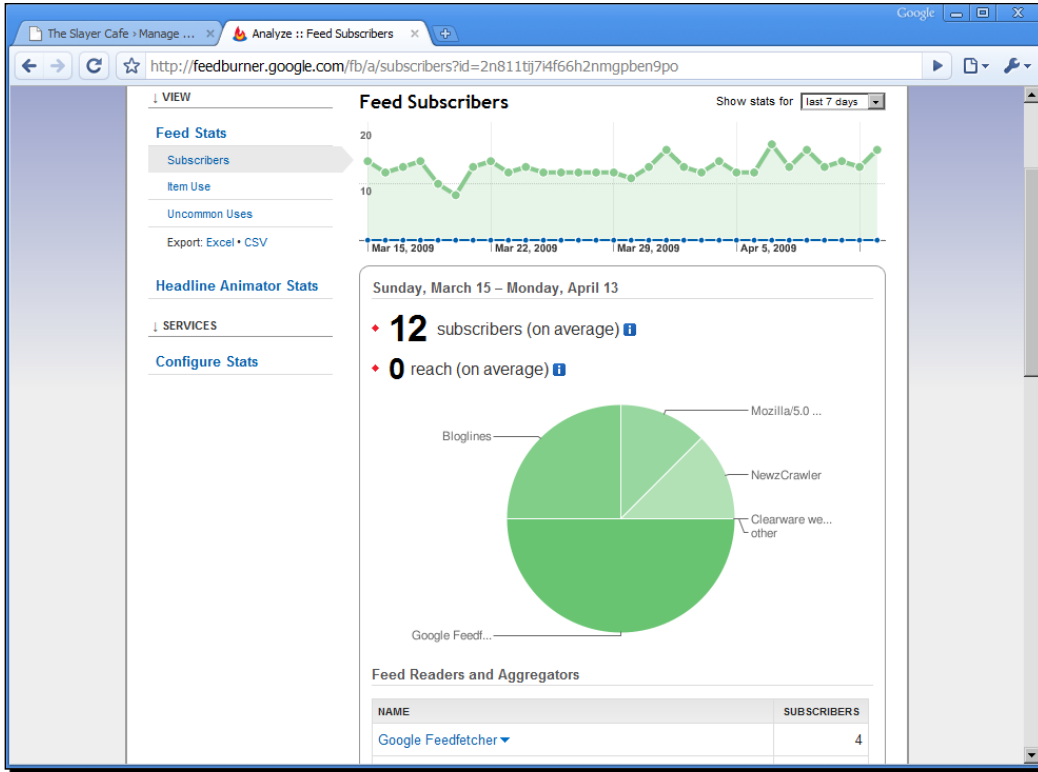 Google
The Slayer Cafe › Manage ...
Analyze :: Feed Subscribers
http://feedburner.google.com/fb/a/subscribers?id=2n811tij7i4f66h2nmgpben9po
↓ VIEW
Feed Stats
Subscribers
Item Use
Uncommon Uses
Export: Excel • CSV
Headline Animator Stats
↓ SERVICES
Configure Stats
Feed Subscribers
Show stats for last 7 days
20
10
Mar 15, 2009 Mar 22, 2009 Mar 29, 2009 Apr 5, 2009
Sunday, March 15 – Monday, April 13
12 subscribers (on average)
0 reach (on average)
Mozilla/5.0 ...
Bloglines
NewzCrawler
Clearware we...
other
Google Feedf...
Feed Readers and Aggregators
NAME SUBSCRIBERS
Google Feedfetcher 4